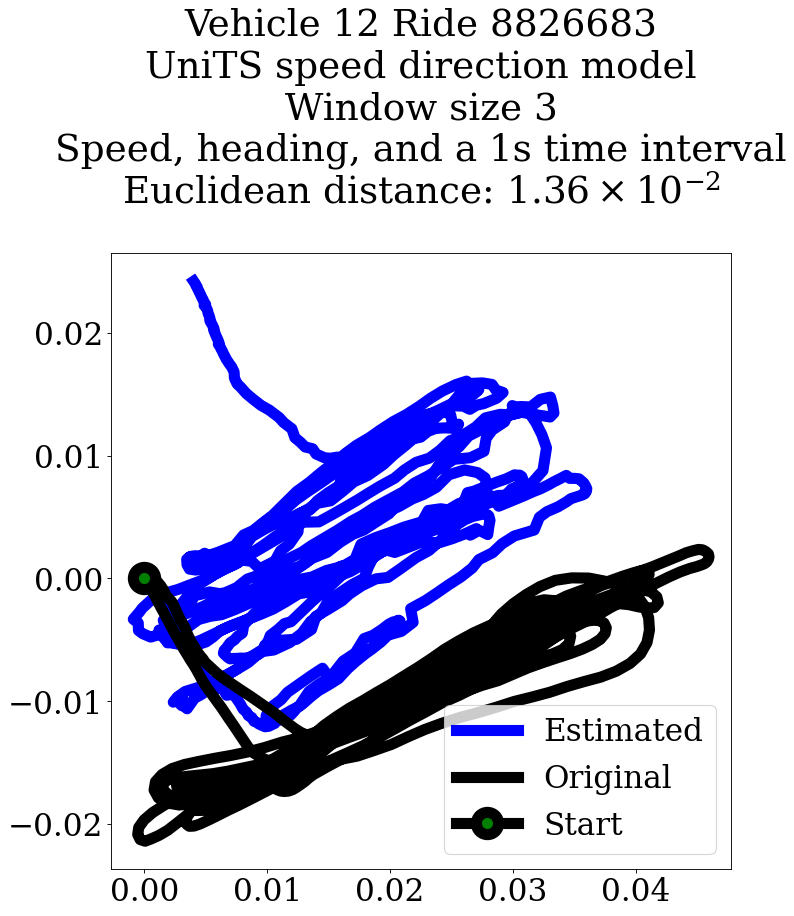 Vehicle 12 Ride 8826683
UniTS speed direction model
Window size 3
Speed, heading, and a 1s time interval
Euclidean distance: 1.36 × 10⁻²
0.02
0.01
0.00
−0.01
−0.02
Estimated
Original
Start
0.00 0.01 0.02 0.03 0.04